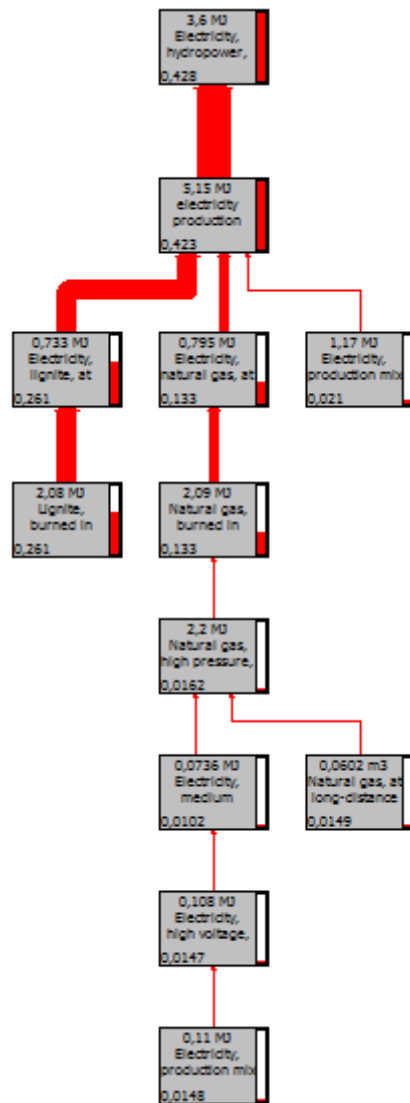 3,6 MJ
Electricity,
hydropower,
0,428
5,15 MJ
electricity
production
0,423
0,733 MJ
Electricity,
lignite, at
0,261
0,795 MJ
Electricity,
natural gas, at
0,133
1,17 MJ
Electricity,
production mix
0,021
2,08 MJ
Lignite,
burned in
0,261
2,09 MJ
Natural gas,
burned in
0,133
2,2 MJ
Natural gas,
high pressure,
0,0162
0,0736 MJ
Electricity,
medium
0,0102
0,0602 m3
Natural gas, at
long-distance
0,0149
0,108 MJ
Electricity,
high voltage,
0,0147
0,11 MJ
Electricity,
production mix
0,0148